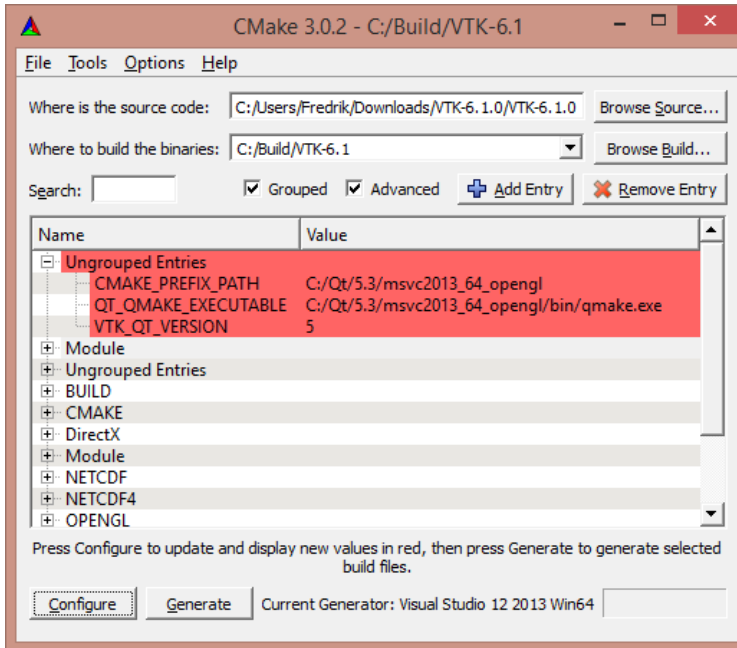 CMake 3.0.2 - C:/Build/VTK-6.1
File Tools Options Help
Where is the source code: C:/Users/Fredrik/Downloads/VTK-6.1.0/VTK-6.1.0 Browse Source...
Where to build the binaries: C:/Build/VTK-6.1 Browse Build...
Search: Grouped Advanced Add Entry Remove Entry
Name Value
Ungrouped Entries
CMAKE_PREFIX_PATH C:/Qt/5.3/msvc2013_64_opengl
QT_QMAKE_EXECUTABLE C:/Qt/5.3/msvc2013_64_opengl/bin/qmake.exe
VTK_QT_VERSION 5
Module
Ungrouped Entries
BUILD
CMAKE
DirectX
Module
NETCDF
NETCDF4
OPENGL
Press Configure to update and display new values in red, then press Generate to generate selected
build files.
Configure Generate Current Generator: Visual Studio 12 2013 Win64